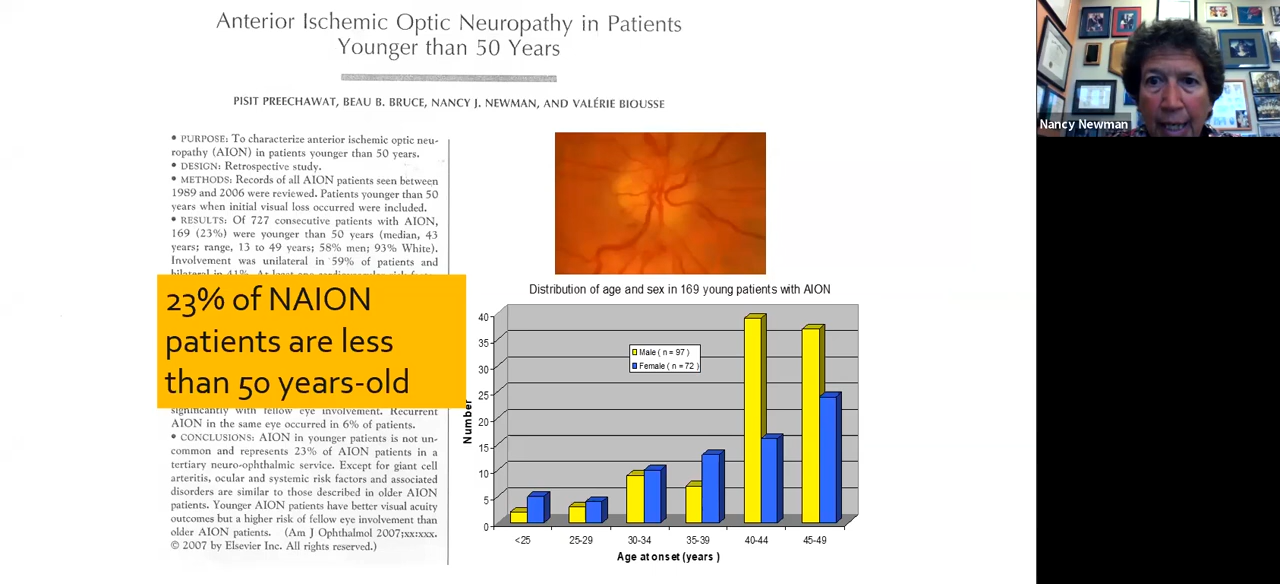 Anterior Ischemic Optic Neuropathy in Patients
Younger than 50 Years
PISIT PREECHAWAT, BEAU B. BRUCE, NANCY J. NEWMAN, AND VALÉRIE BIOUSSE
• PURPOSE: To characterize anterior ischemic optic neu-
ropathy (AION) in patients younger than 50 years.
• DESIGN: Retrospective study.
• METHODS: Records of all AION patients seen between
1989 and 2006 were reviewed. Patients younger than 50
years when initial visual loss occurred were included.
• RESULTS: Of 727 consecutive patients with AION,
169 (23%) were younger than 50 years (median, 43
years; range, 13 to 49 years; 58% men; 93% White).
Involvement was unilateral in 59% of patients and
bilateral in 41%. At least one cardiovascular risk
23% of NAION
patients are less
than 50 years-old
significantly with fellow eye involvement. Recurrent
AION in the same eye occurred in 6% of patients.
• CONCLUSIONS: AION in younger patients is not un-
common and represents 23% of AION patients in a
tertiary neuro-ophthalmic service. Except for giant cell
arteritis, ocular and systemic risk factors and associated
disorders are similar to those described in older AION
patients. Younger AION patients have better visual acuity
outcomes but a higher risk of fellow eye involvement than
older AION patients. (Am J Ophthalmol 2007;xx:xxx.
© 2007 by Elsevier Inc. All rights reserved.)
Distribution of age and sex in 169 young patients with AION
40
35
30
25
20
15
10
5
0
Number
Male ( n = 97 )
Female ( n = 72 )
<25 25-29 30-34 35-39 40-44 45-49
Age at onset (years )
Nancy Newman